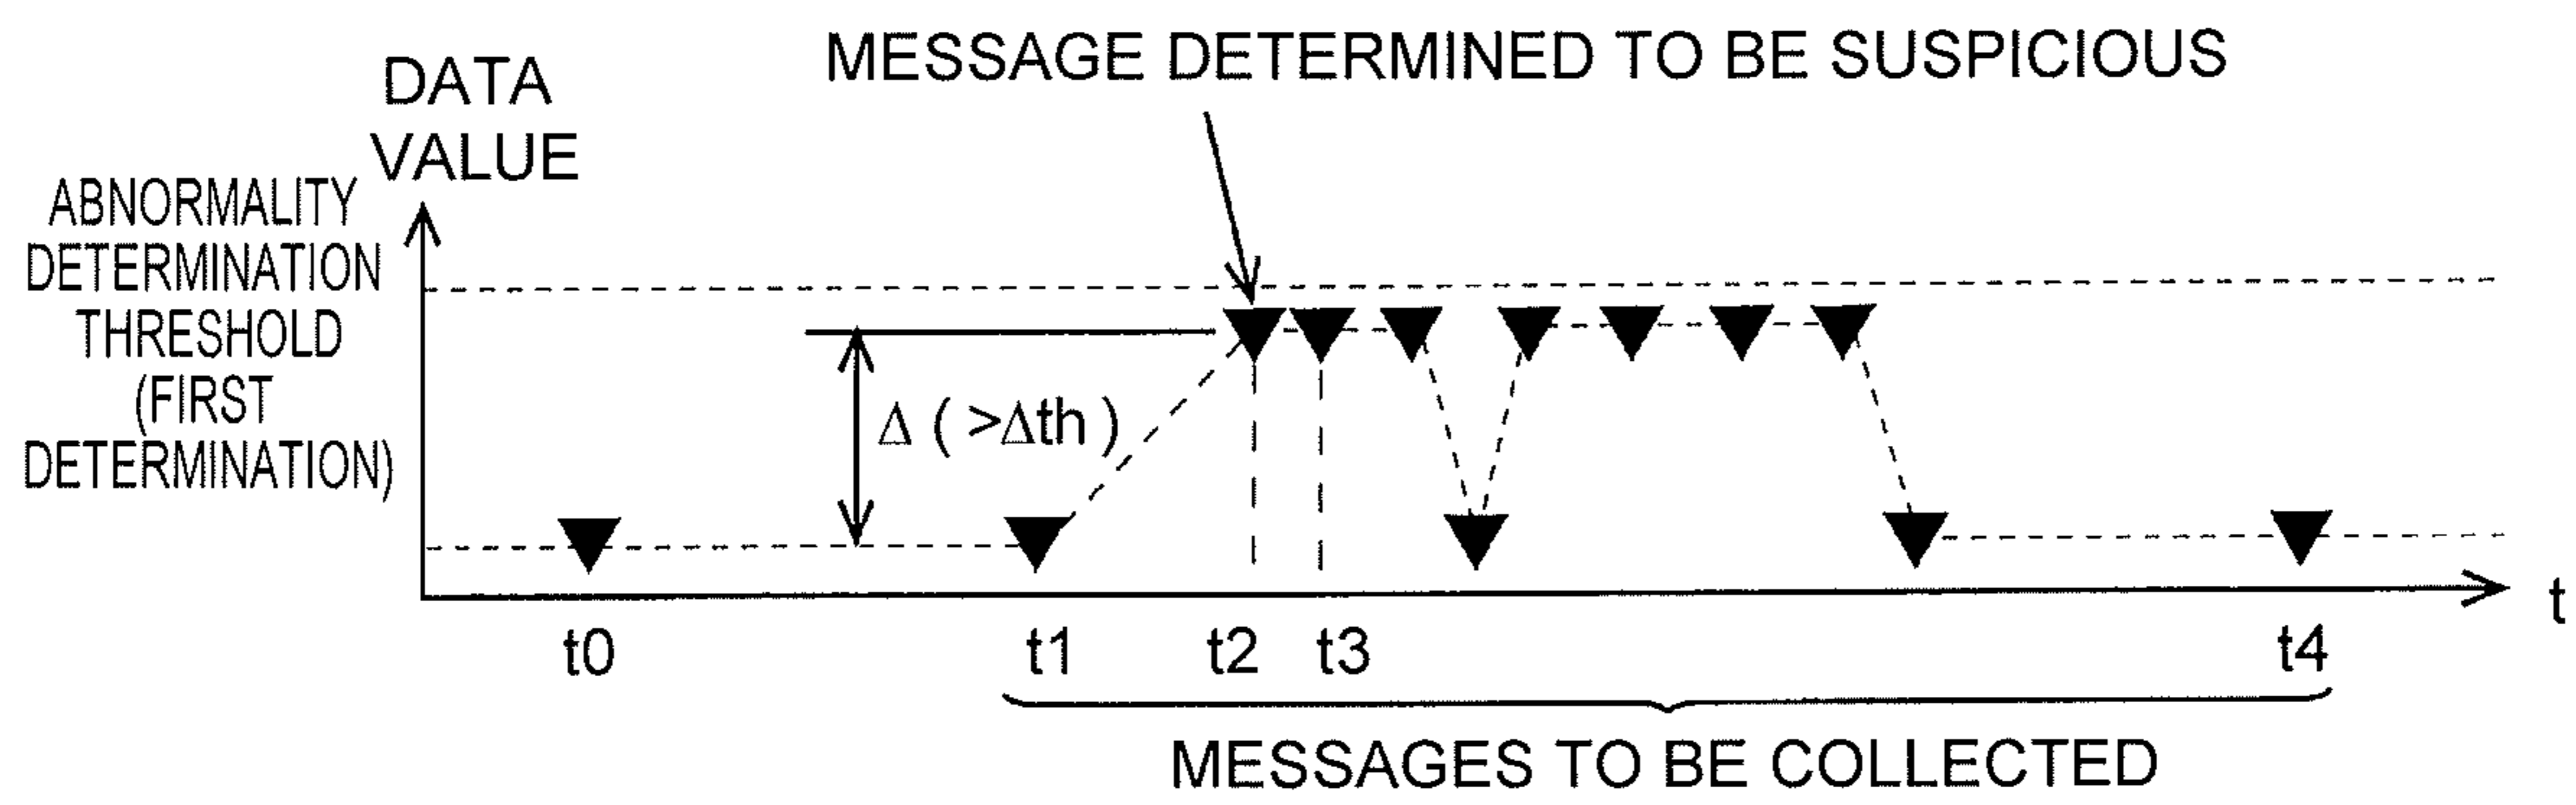 MESSAGE DETERMINED TO BE SUSPICIOUS
DATA
VALUE
ABNORMALITY
DETERMINATION
THRESHOLD
(FIRST
DETERMINATION)
Δ ( >Δth )
t0 t1 t2 t3 t4 t
MESSAGES TO BE COLLECTED